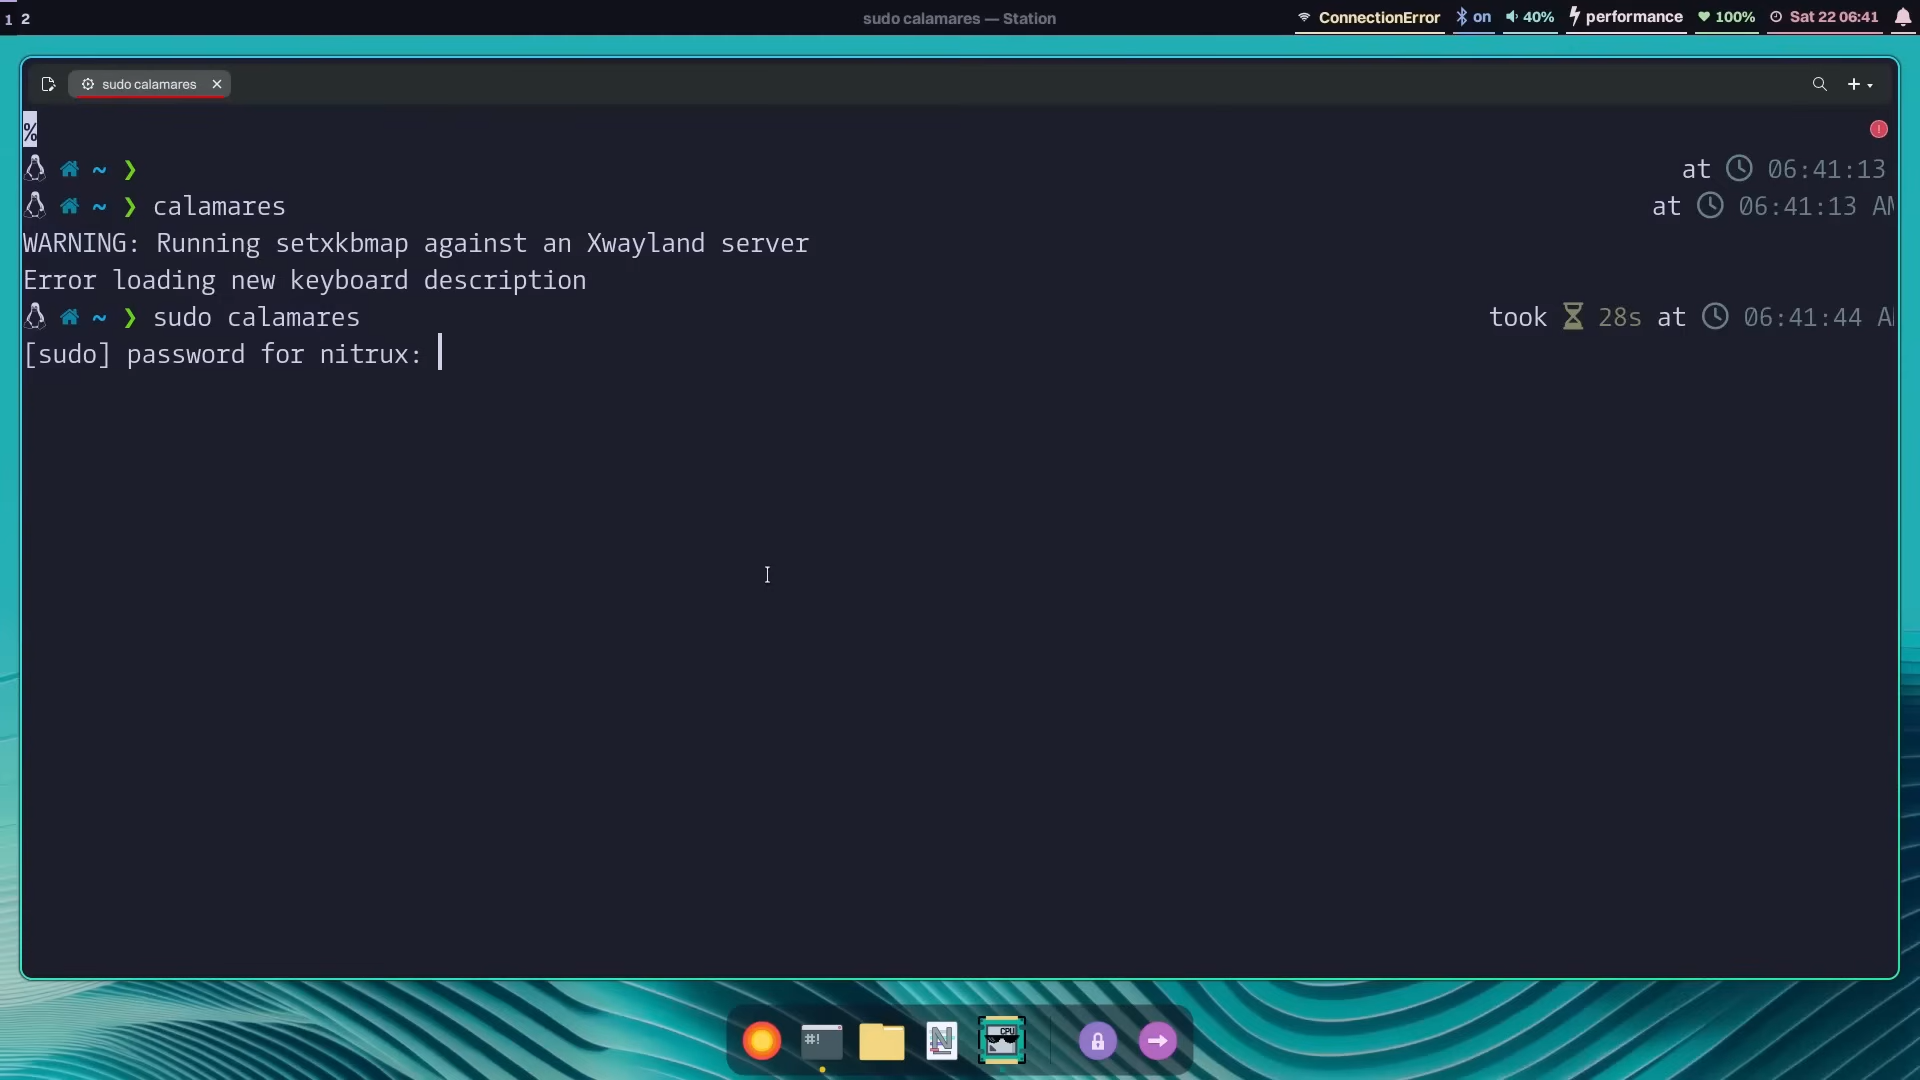 1 2
sudo calamares — Station
ConnectionError on 40% performance 100% Sat 22 06:41
sudo calamares
%
~ ❯ at 06:41:13
~ ❯ calamares at 06:41:13 AM
WARNING: Running setxkbmap against an Xwayland server
Error loading new keyboard description
~ ❯ sudo calamares took 28s at 06:41:44 A
[sudo] password for nitrux:
#!
N
CPU